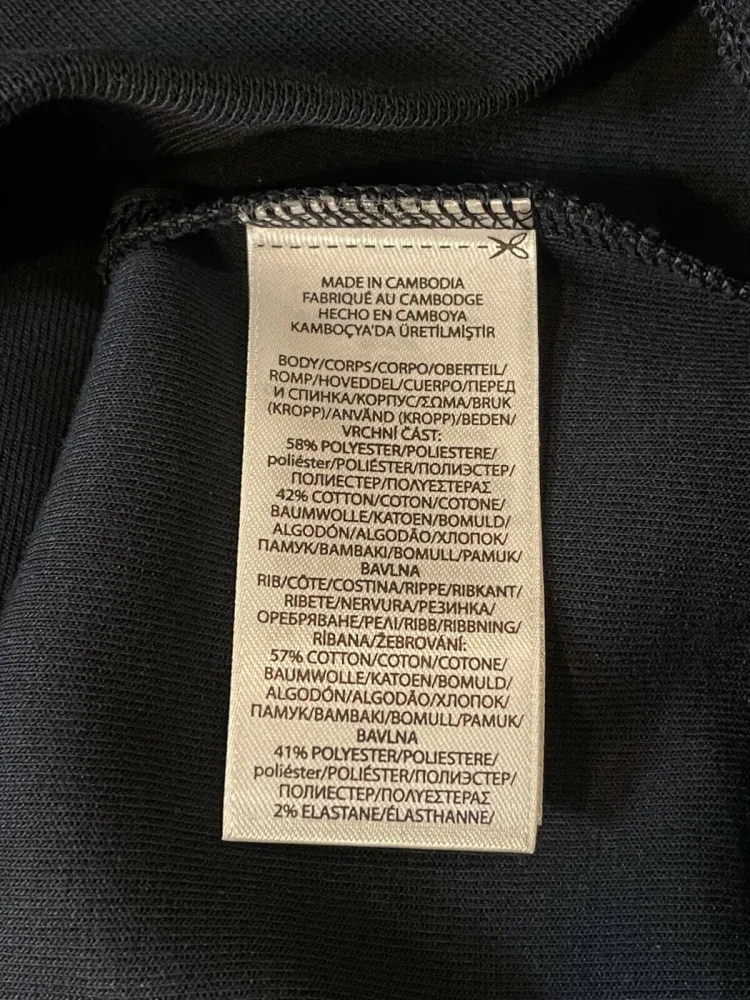 MADE IN CAMBODIA
FABRIQUÉ AU CAMBODGE
HECHO EN CAMBOYA
KAMBOÇYA'DA ÜRETİLMİŞTİR
BODY/CORPS/CORPO/OBERTEIL/
ROMP/HOVEDDEL/CUERPO/ПЕРЕД
И СПИНКА/КОРПУС/ΣΩΜΑ/BRUK
(KROPP)/ANVÄND (KROPP)/BEDEN/
VRCHNÍ ČÁST:
58% POLYESTER/POLIESTERE/
poliéster/POLIÉSTER/ПОЛИЭСТЕР/
ПОЛИЕСТЕР/ΠΟΛΥΕΣΤΕΡΑΣ
42% COTTON/COTON/COTONE/
BAUMWOLLE/KATOEN/BOMULD/
ALGODÓN/ALGODÃO/ХЛОПОК/
ПАМУК/ΒΑΜΒΑΚΙ/BOMULL/PAMUK/
BAVLNA
RIB/CÔTE/COSTINA/RIPPE/RIBKANT/
RIBETE/NERVURA/РЕЗИНКА/
ОРЕБРЯВАНЕ/ΡΕΛΙ/RIBB/RIBBNING/
RİBANA/ŽEBROVÁNÍ:
57% COTTON/COTON/COTONE/
BAUMWOLLE/KATOEN/BOMULD/
ALGODÓN/ALGODÃO/ХЛОПОК/
ПАМУК/ΒΑΜΒΑΚΙ/BOMULL/PAMUK/
BAVLNA
41% POLYESTER/POLIESTERE/
poliéster/POLIÉSTER/ПОЛИЭСТЕР/
ПОЛИЕСТЕР/ΠΟΛΥΕΣΤΕΡΑΣ
2% ELASTANE/ÉLASTHANNE/